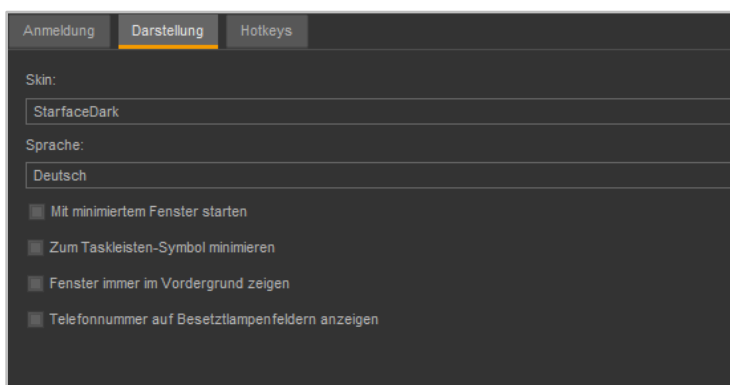 Anmeldung Darstellung Hotkeys
Skin:
StarfaceDark
Sprache:
Deutsch
Mit minimiertem Fenster starten
Zum Taskleisten-Symbol minimieren
Fenster immer im Vordergrund zeigen
Telefonnummer auf Besetztlampenfeldern anzeigen